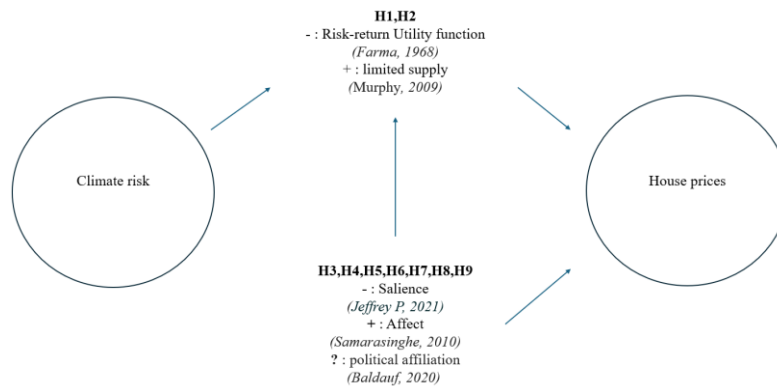 H1,H2
- : Risk-return Utility function
(Farma, 1968)
+ : limited supply
(Murphy, 2009)
Climate risk
House prices
H3,H4,H5,H6,H7,H8,H9
- : Salience
(Jeffrey P, 2021)
+ : Affect
(Samarasinghe, 2010)
? : political affiliation
(Baldauf, 2020)